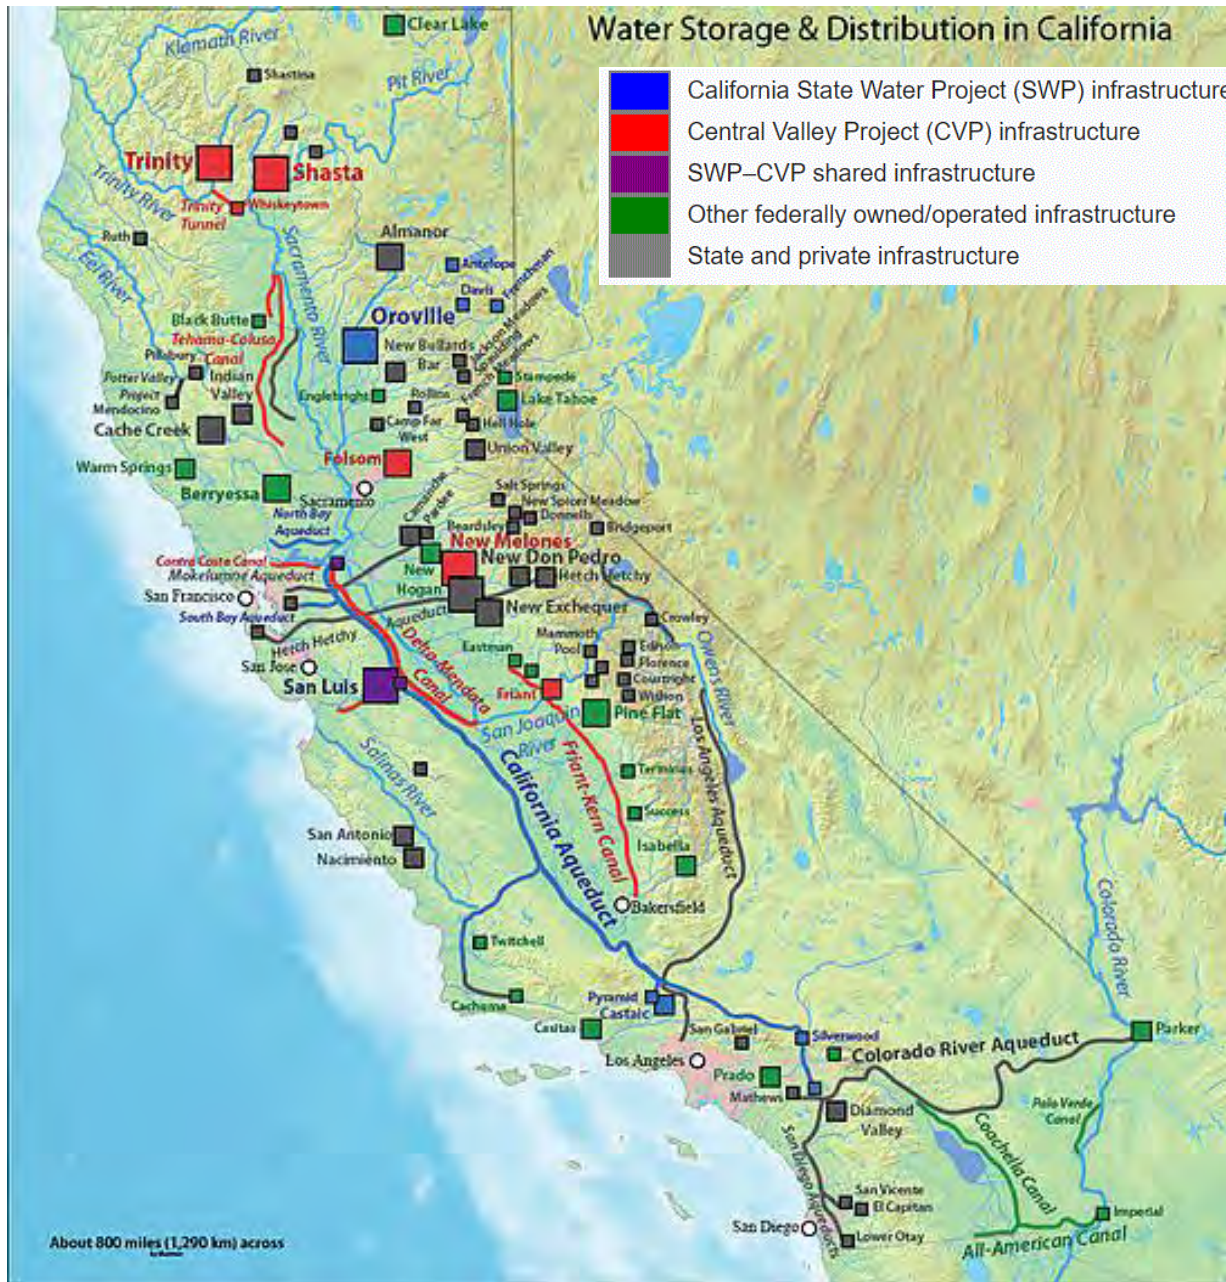 Water Storage & Distribution in California
California State Water Project (SWP) infrastructure
Central Valley Project (CVP) infrastructure
SWP–CVP shared infrastructure
Other federally owned/operated infrastructure
State and private infrastructure
Clear Lake
Klamath River
Shastina
Pit River
Trinity
Shasta
Trinity River
Trinity
Tunnel
Whiskeytown
Ruth
Eel River
Sacramento River
Almanor
Antelope
Davis
Frenchman
Black Butte
Tehama-Colusa
Canal
Oroville
New Bullards
Bar
Jackson Meadows
Spaulding
French Meadows
Pillsbury
Potter Valley
Project
Indian
Valley
Mendocino
Cache Creek
Englebright
Rollins
Stampede
Lake Tahoe
Camp Far
West
Hell Hole
Union Valley
Warm Springs
Folsom
Berryessa
Sacramento
North Bay
Aqueduct
Camanche
Pardee
Salt Springs
New Spicer Meadow
Donnells
Beardsley
Bridgeport
New Melones
Contra Costa Canal
Mokelumne Aqueduct
New
Hogan
New Don Pedro
Hetch Hetchy
San Francisco
South Bay Aqueduct
Hetch Hetchy
Aqueduct
New Exchequer
Crowley
Owens River
San Jose
Delta-Mendota
Canal
Eastman
Mammoth
Pool
Edison
Florence
Courtright
Wishon
San Luis
Friant
Pine Flat
San Joaquin
River
Salinas River
California Aqueduct
Friant-Kern Canal
Los Angeles Aqueduct
Terminus
Success
Isabella
San Antonio
Nacimiento
Bakersfield
Twitchell
Cachuma
Casitas
Pyramid
Castaic
San Gabriel
Silverwood
Los Angeles
Colorado River Aqueduct
Parker
Colorado River
Prado
Mathews
Diamond
Valley
Palo Verde
Canal
Coachella Canal
San Diego Aqueducts
San Vicente
El Capitan
San Diego
Lower Otay
Imperial
All-American Canal
About 800 miles (1,290 km) across